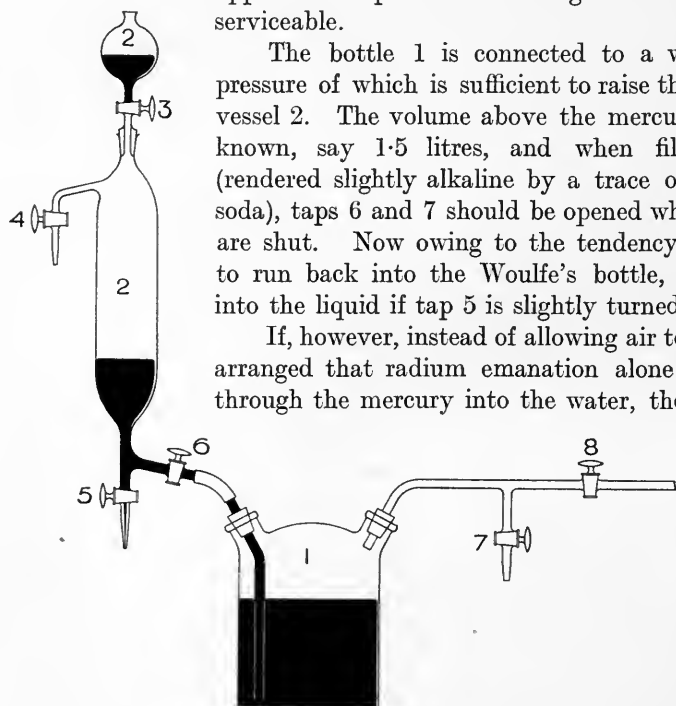 serviceable.
The bottle 1 is connected to a w
pressure of which is sufficient to raise th
vessel 2. The volume above the mercu
known, say 1·5 litres, and when fil
(rendered slightly alkaline by a trace o
soda), taps 6 and 7 should be opened wh
are shut. Now owing to the tendency
to run back into the Woulfe's bottle,
into the liquid if tap 5 is slightly turned
If, however, instead of allowing air to
arranged that radium emanation alone
through the mercury into the water, the
2
3
4
2
5
6
1
7
8